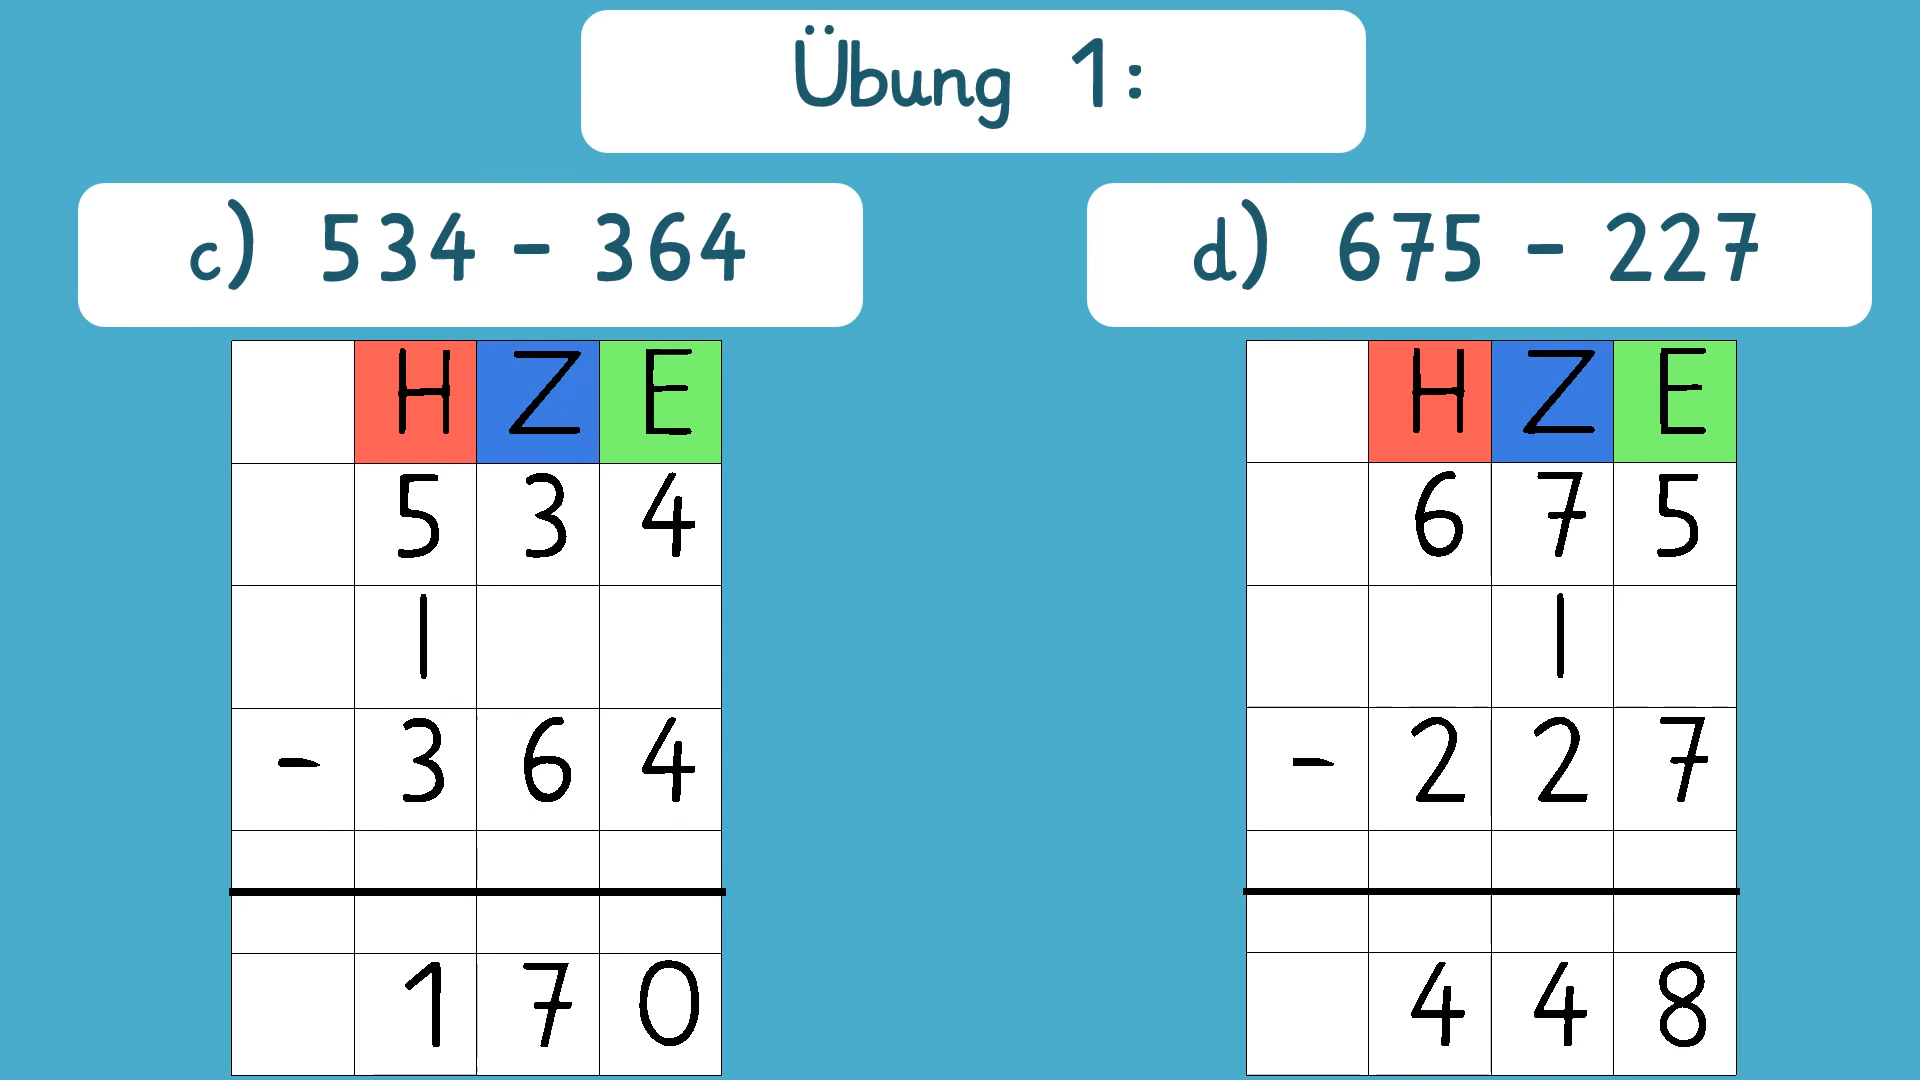 Übung 1:
c) 534 - 364
H Z E
5 3 4
1
- 3 6 4
1 7 0
d) 675 - 227
H Z E
6 7 5
1
- 2 2 7
4 4 8